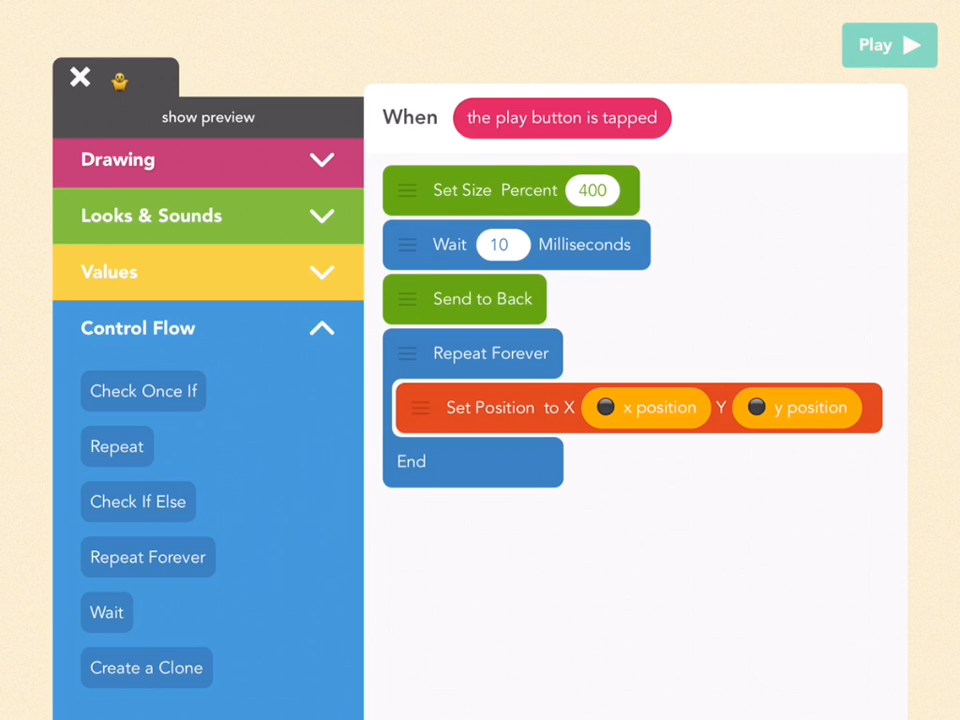 Play
show preview
When the play button is tapped
Drawing
Looks & Sounds
Values
Control Flow
Check Once If
Repeat
Check If Else
Repeat Forever
Wait
Create a Clone
Set Size Percent 400
Wait 10 Milliseconds
Send to Back
Repeat Forever
Set Position to X x position Y y position
End